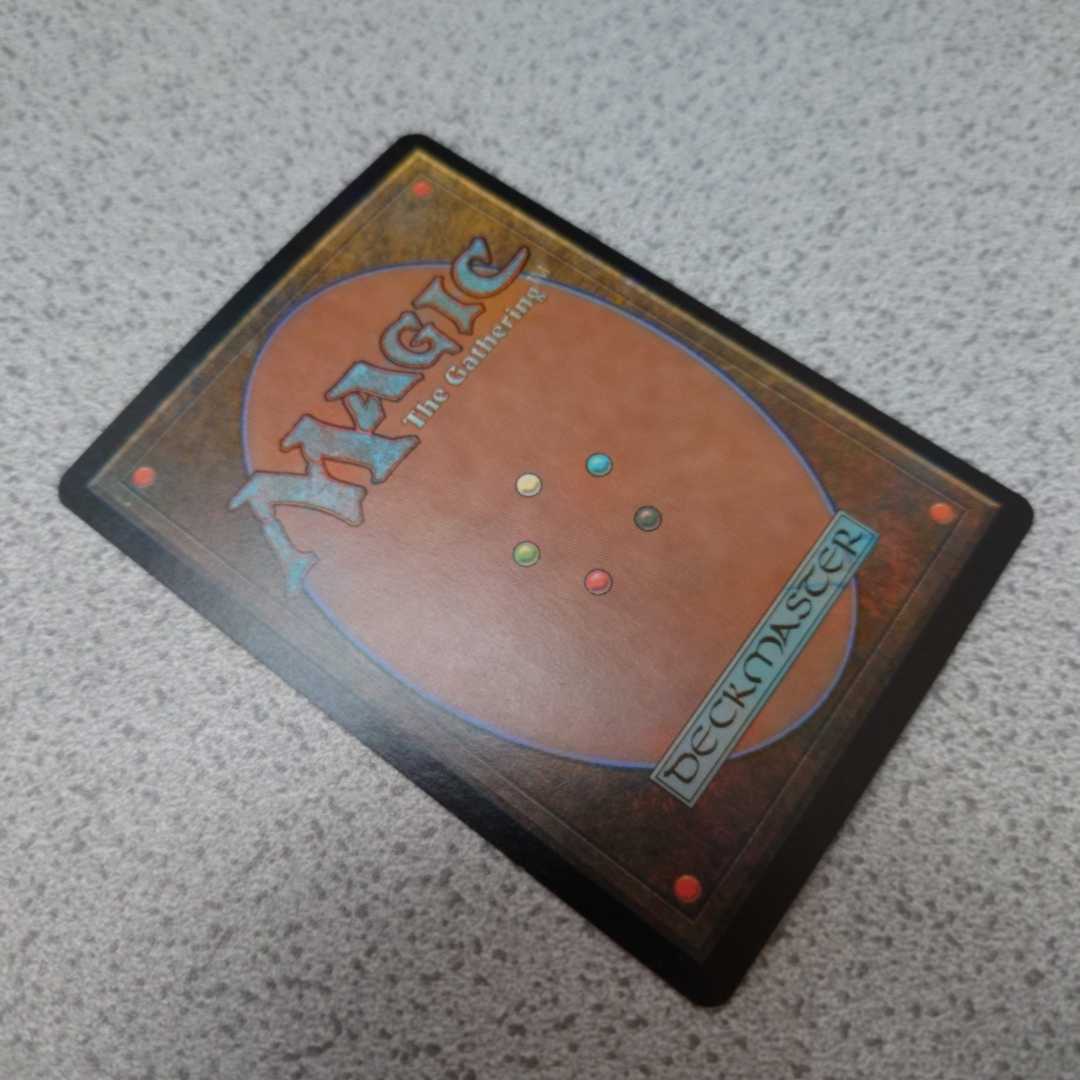 MAGIC
The Gathering
DECKMASTER